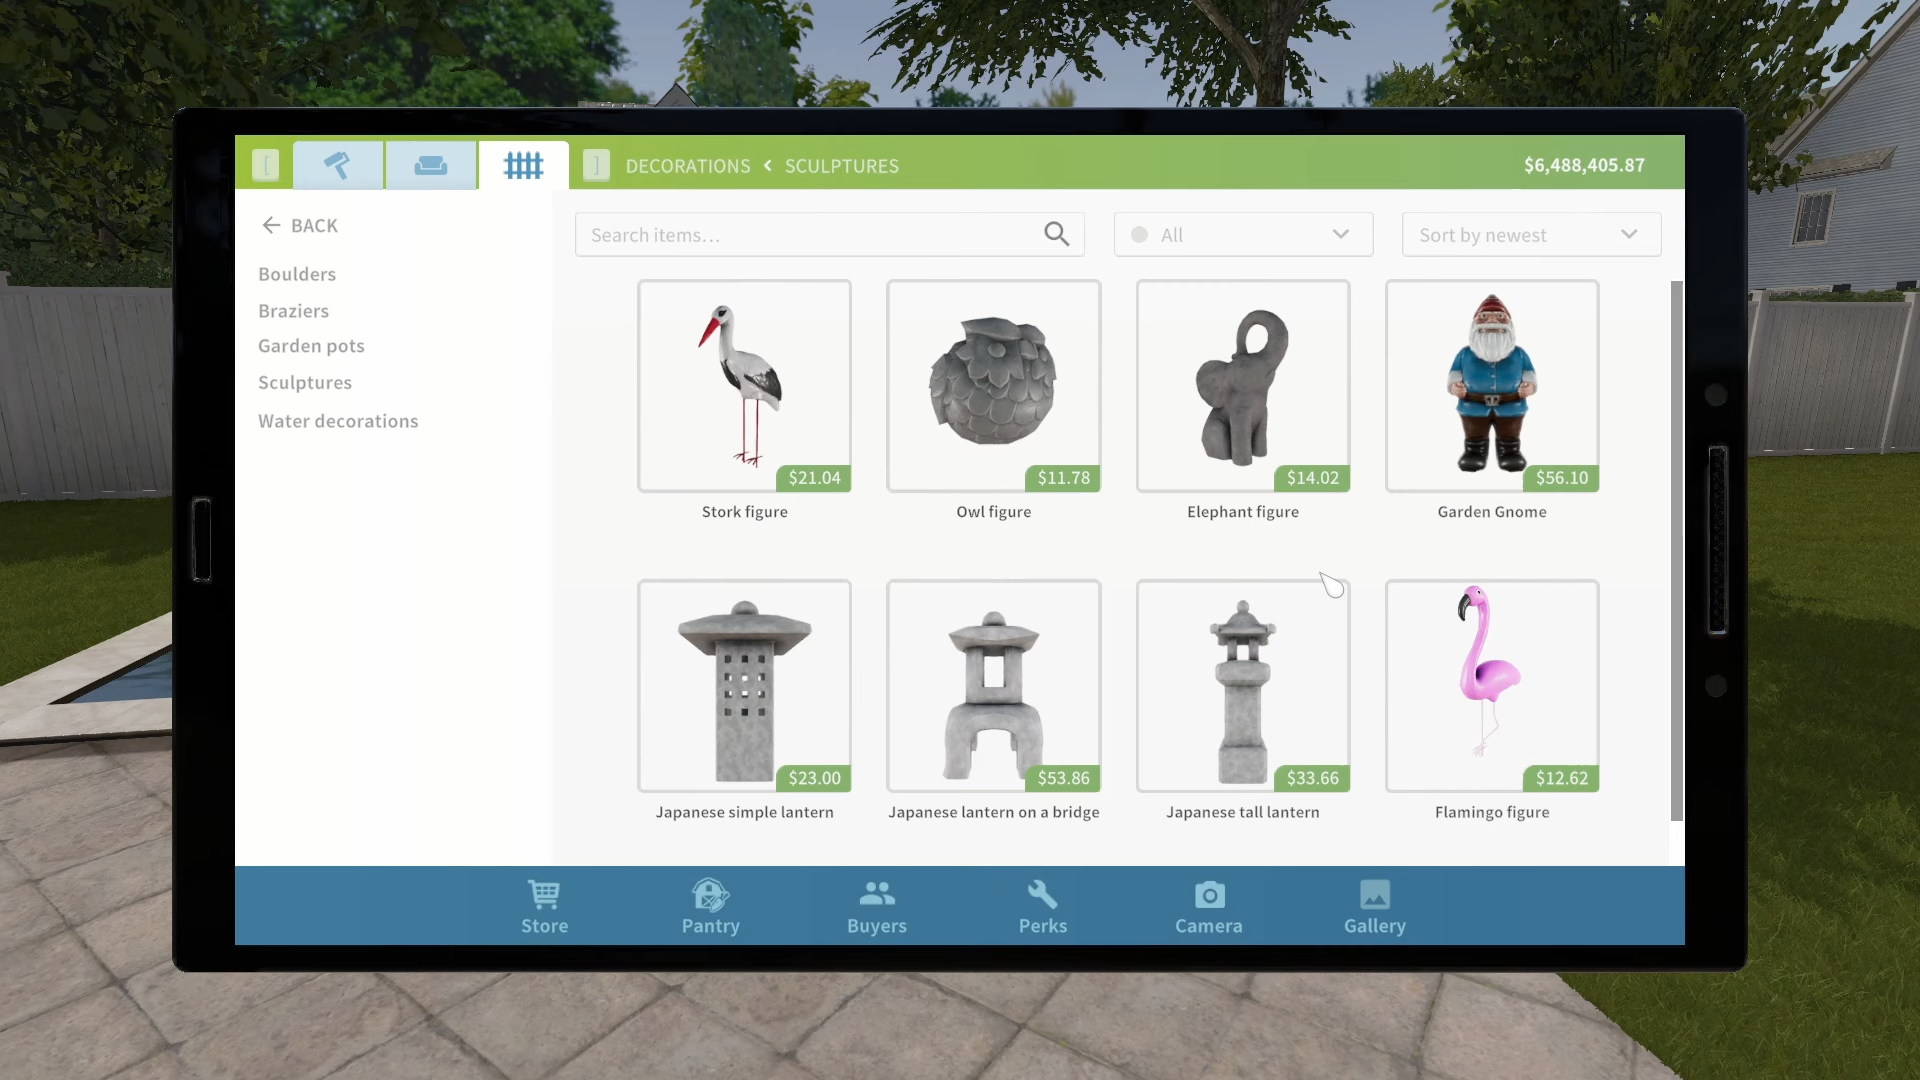 [ ] DECORATIONS < SCULPTURES $6,488,405.87
BACK
Boulders
Braziers
Garden pots
Sculptures
Water decorations
Search items...
All
Sort by newest
$21.04
Stork figure
$11.78
Owl figure
$14.02
Elephant figure
$56.10
Garden Gnome
$23.00
Japanese simple lantern
$53.86
Japanese lantern on a bridge
$33.66
Japanese tall lantern
$12.62
Flamingo figure
Store
Pantry
Buyers
Perks
Camera
Gallery